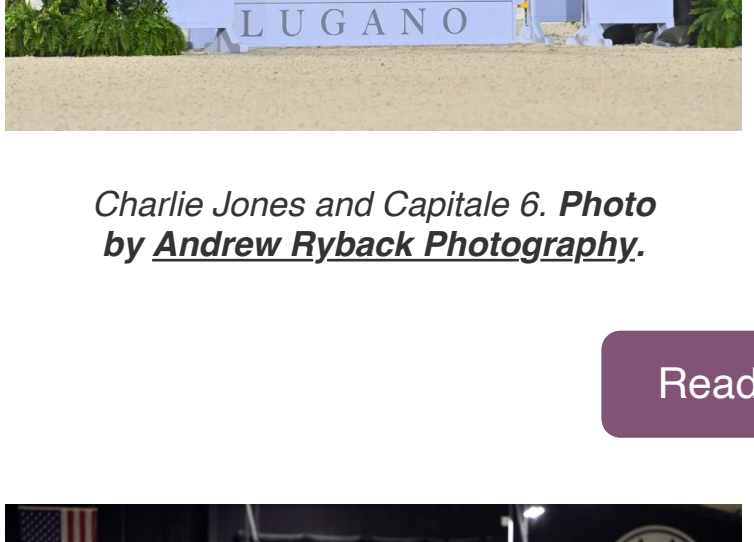 LUGANO
Charlie Jones and Capitale 6. Photo
by Andrew Ryback Photography.
Read